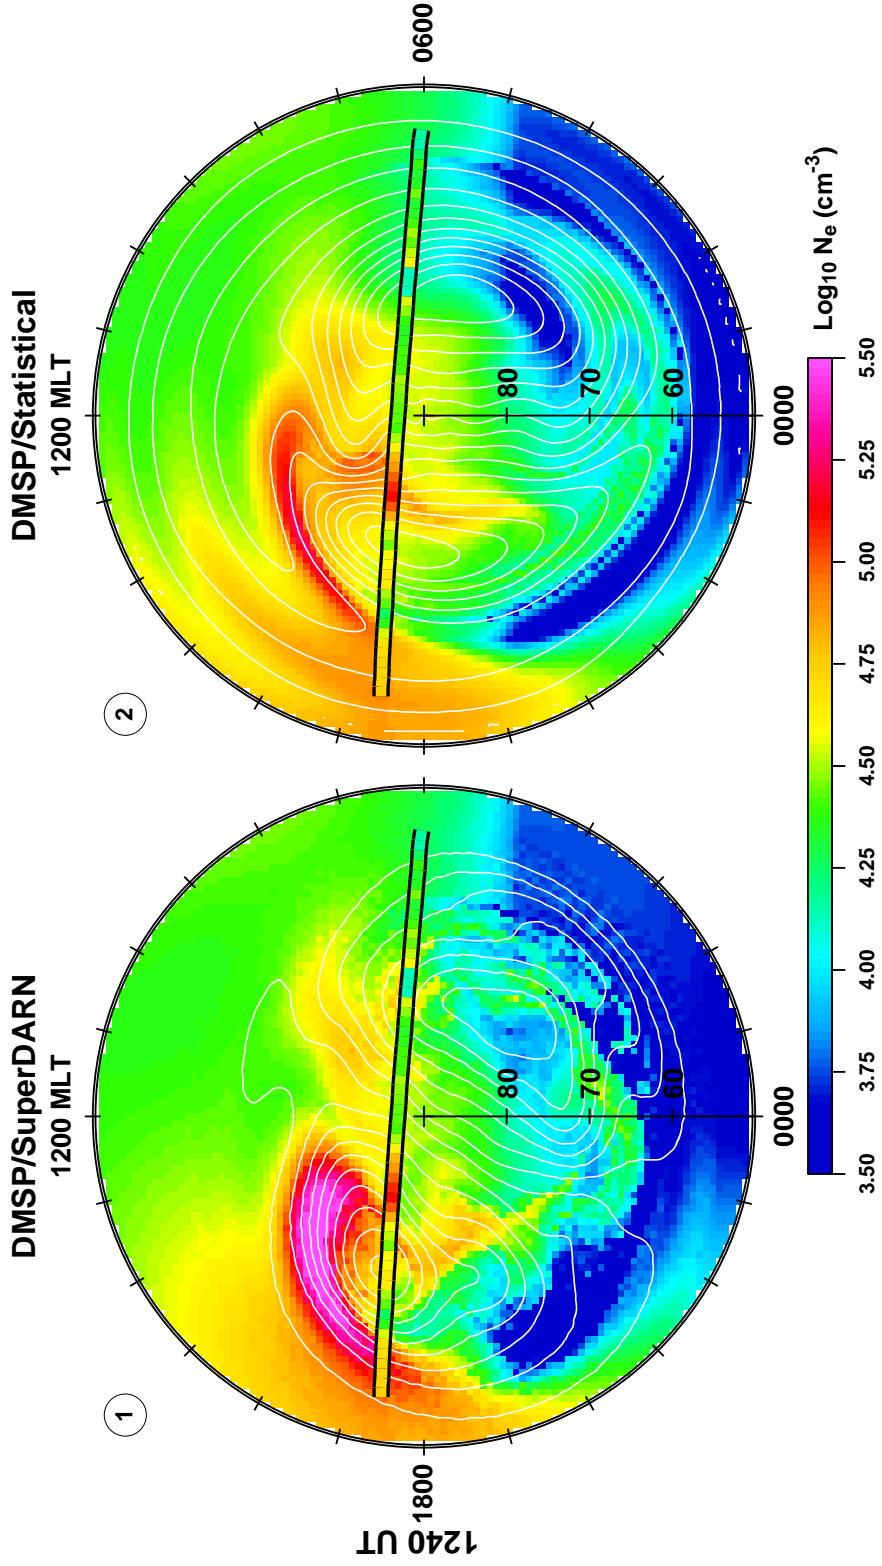 DMSP/SuperDARN
1200 MLT
DMSP/Statistical
1200 MLT
1
2
1240 UT
1800
0600
80
70
60
0000
80
70
60
0000
3.50 3.75 4.00 4.25 4.50 4.75 5.00 5.25 5.50
Log10 Ne (cm-3)